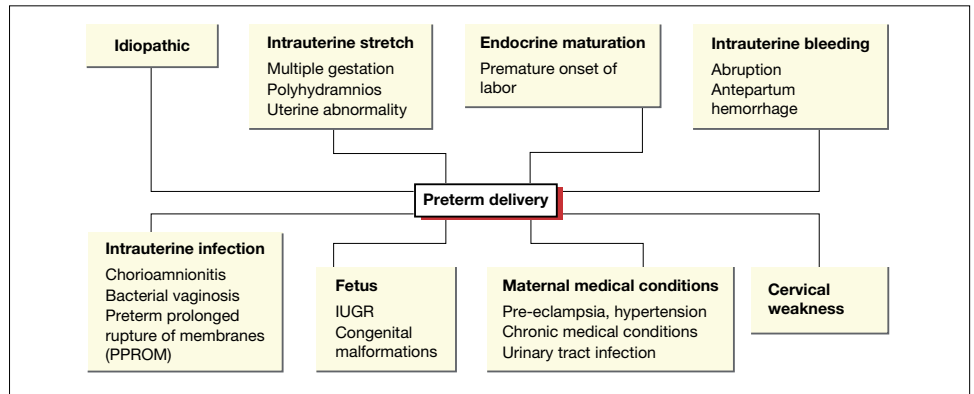 Idiopathic
Intrauterine stretch
Multiple gestation
Polyhydramnios
Uterine abnormality
Endocrine maturation
Premature onset of
labor
Intrauterine bleeding
Abruption
Antepartum
hemorrhage
Preterm delivery
Intrauterine infection
Chorioamnionitis
Bacterial vaginosis
Preterm prolonged
rupture of membranes
(PPROM)
Fetus
IUGR
Congenital
malformations
Maternal medical conditions
Pre-eclampsia, hypertension
Chronic medical conditions
Urinary tract infection
Cervical
weakness